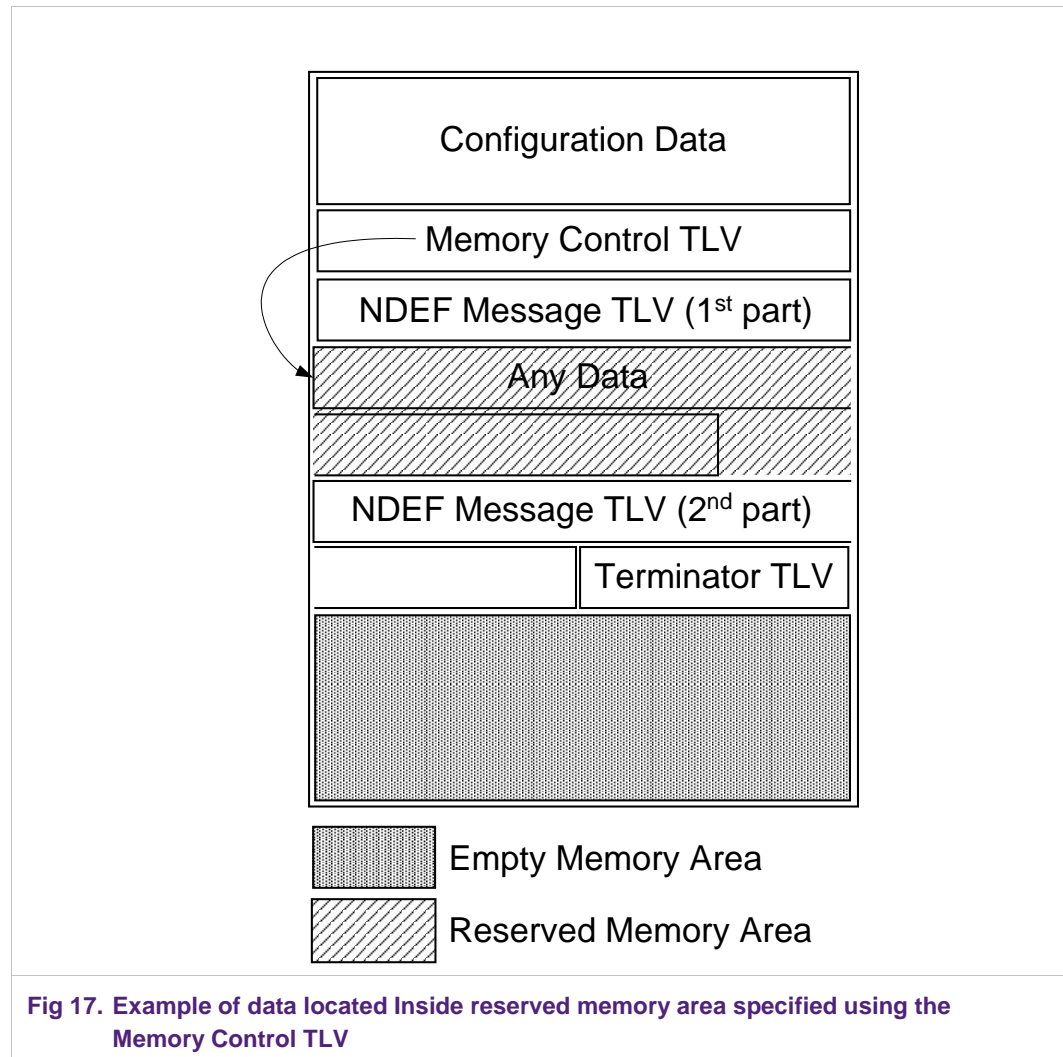 Configuration Data
Memory Control TLV
NDEF Message TLV (1st part)
Any Data
NDEF Message TLV (2nd part)
Terminator TLV
Empty Memory Area
Reserved Memory Area
Fig 17. Example of data located Inside reserved memory area specified using the
Memory Control TLV